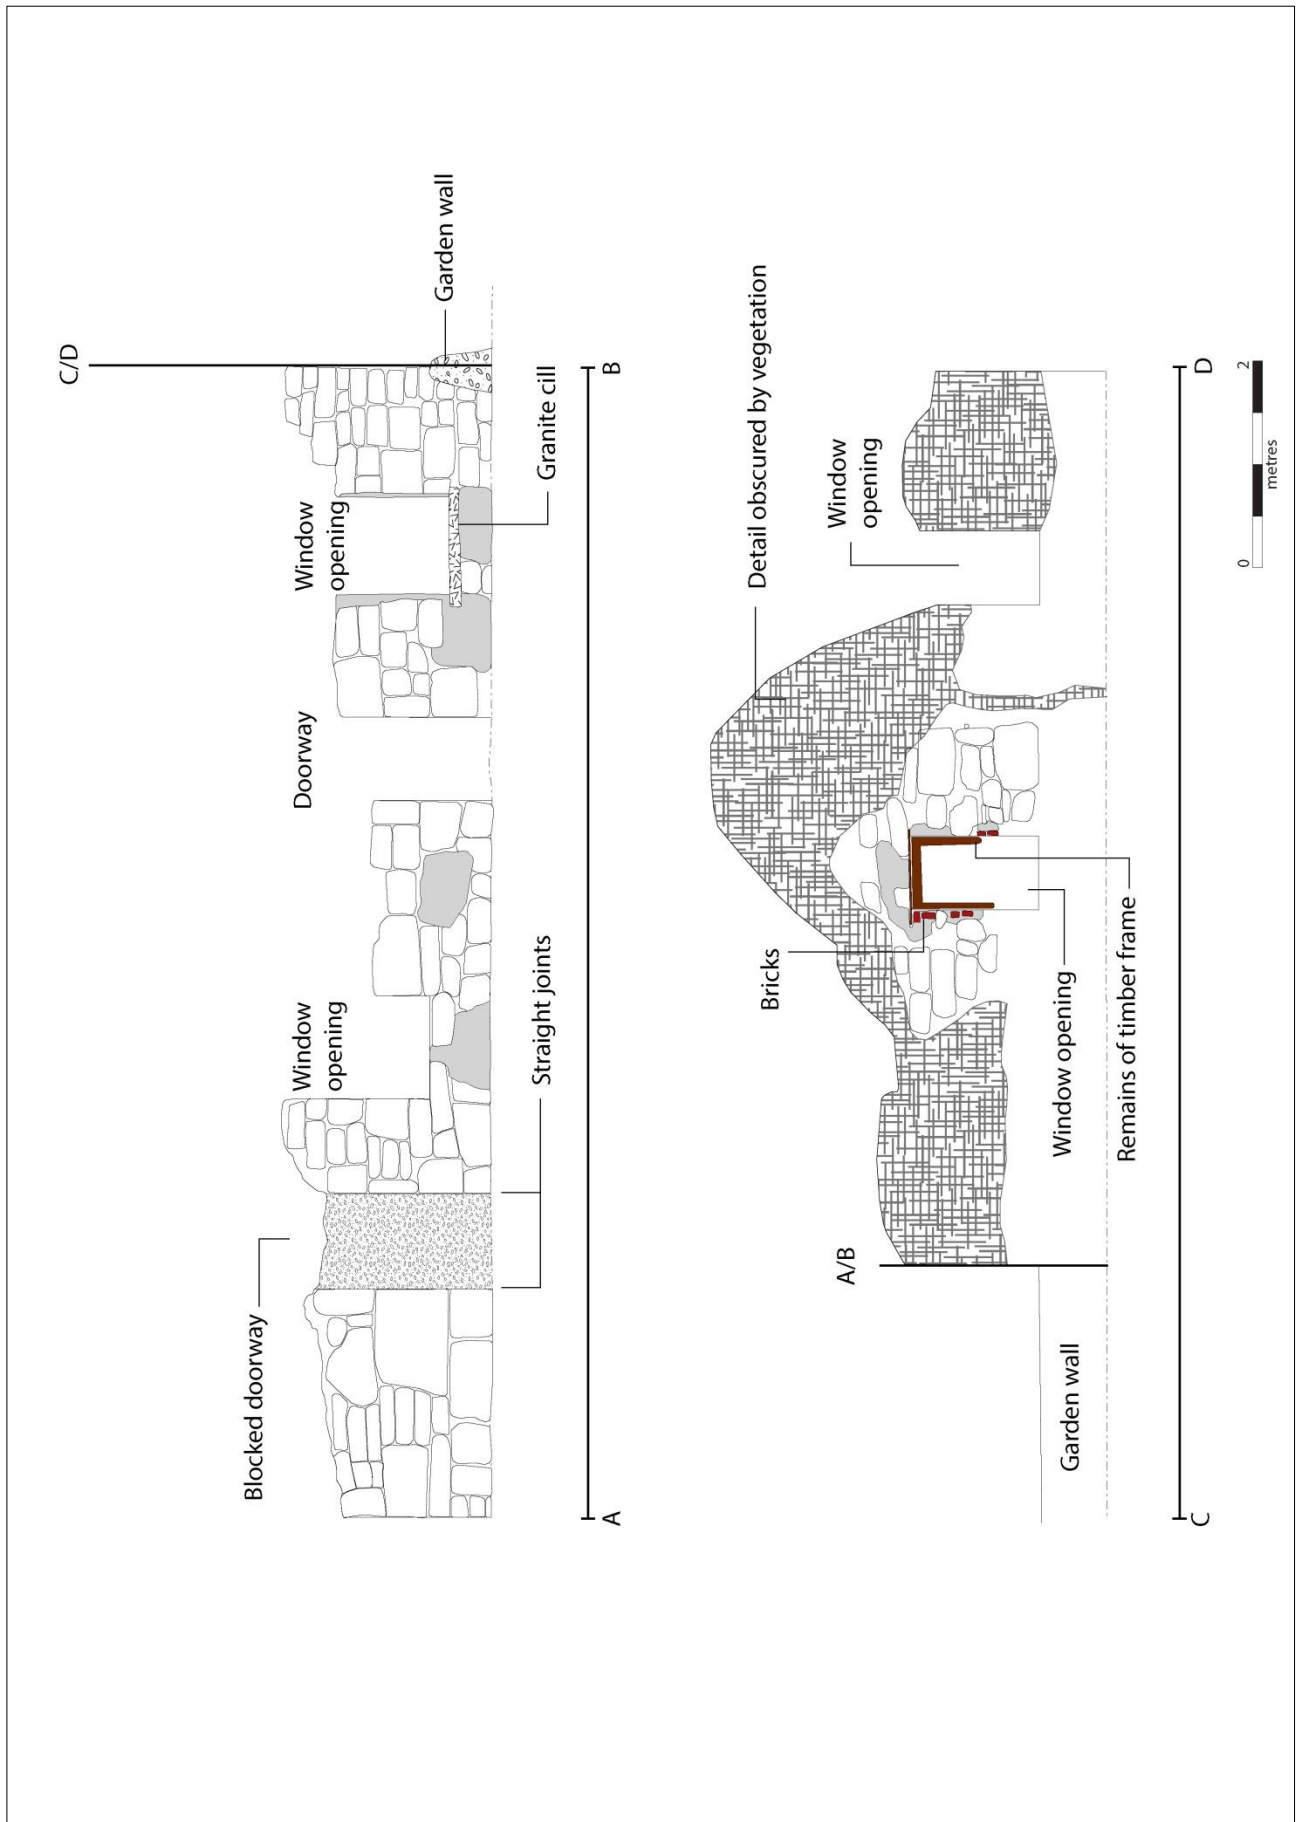 C/D
Garden wall
Window
opening
Granite cill
Doorway
Window
opening
Straight joints
Blocked doorway
A
B
Detail obscured by vegetation
Window
opening
Bricks
A/B
Garden wall
Window opening
Remains of timber frame
C
D
0
2
metres